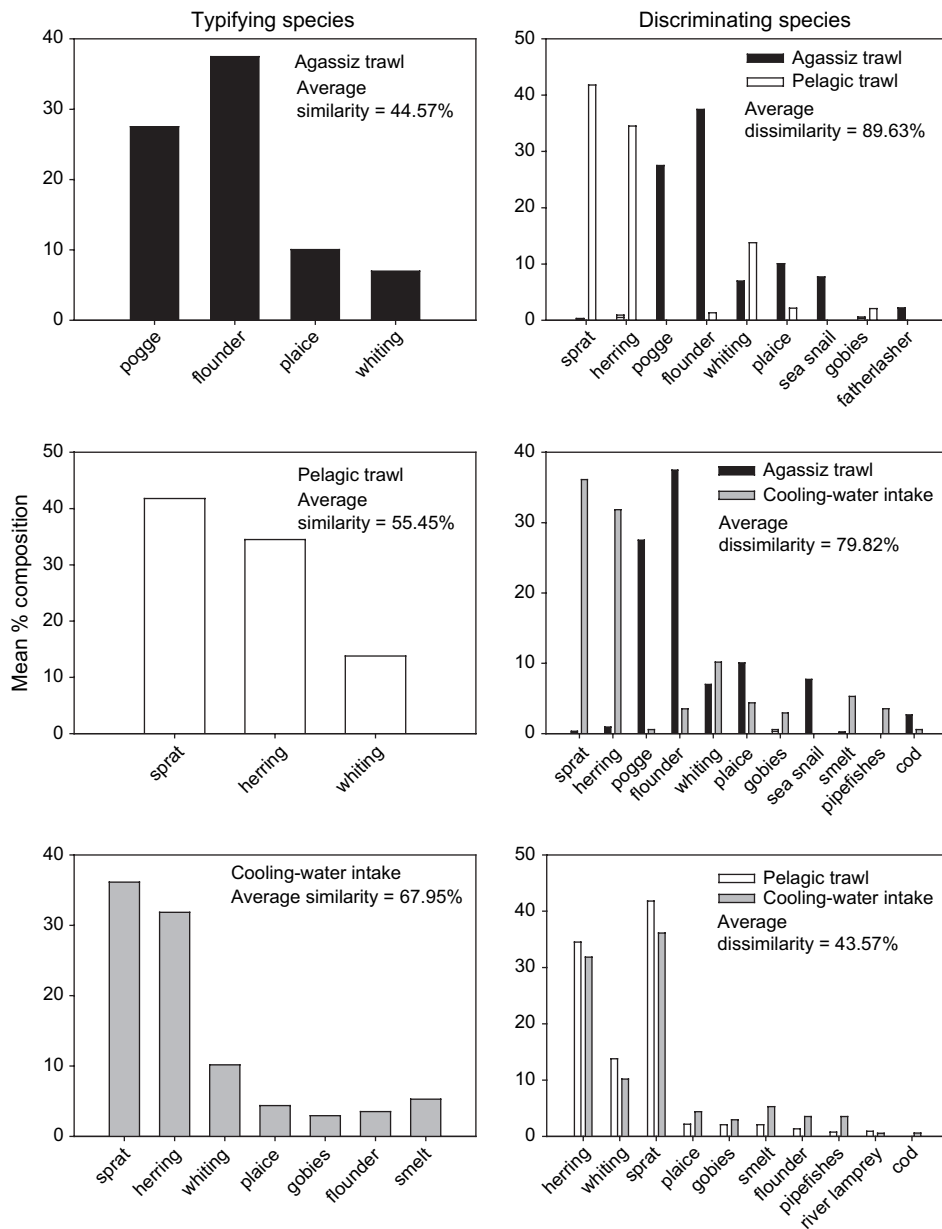 Typifying species
Discriminating species
Mean % composition
40
30
20
10
0
Agassiz trawl
Average
similarity = 44.57%
pogge
flounder
plaice
whiting
50
40
30
20
10
0
Agassiz trawl
Pelagic trawl
Average
dissimilarity = 89.63%
sprat
herring
pogge
flounder
whiting
plaice
sea snail
gobies
fatherlasher
50
40
30
20
10
0
Pelagic trawl
Average
similarity = 55.45%
sprat
herring
whiting
40
30
20
10
0
Agassiz trawl
Cooling-water intake
Average
dissimilarity = 79.82%
sprat
herring
pogge
flounder
whiting
plaice
gobies
sea snail
smelt
pipefishes
cod
40
30
20
10
0
Cooling-water intake
Average similarity = 67.95%
sprat
herring
whiting
plaice
gobies
flounder
smelt
50
40
30
20
10
0
Pelagic trawl
Cooling-water intake
Average
dissimilarity = 43.57%
herring
whiting
sprat
plaice
gobies
smelt
flounder
pipefishes
river lamprey
cod